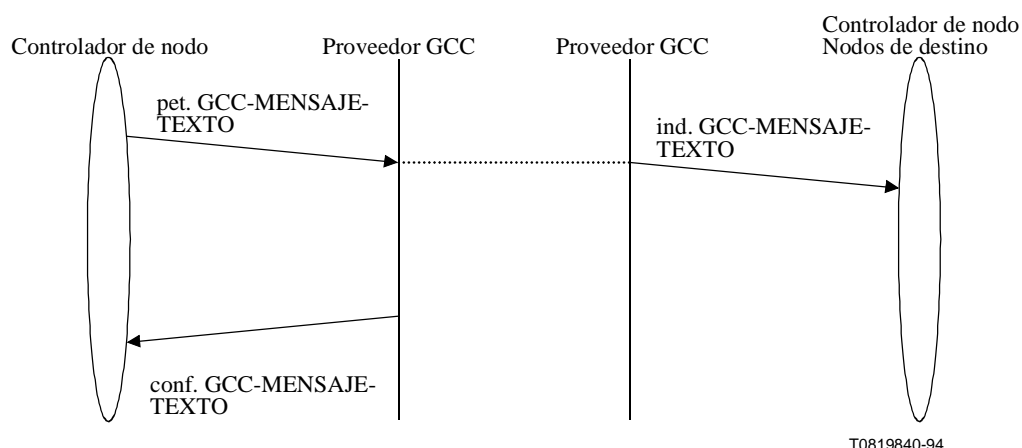 Controlador de nodo
Proveedor GCC
Proveedor GCC
Controlador de nodo
Nodos de destino
pet. GCC-MENSAJE-
TEXTO
ind. GCC-MENSAJE-
TEXTO
conf. GCC-MENSAJE-
TEXTO
T0819840-94